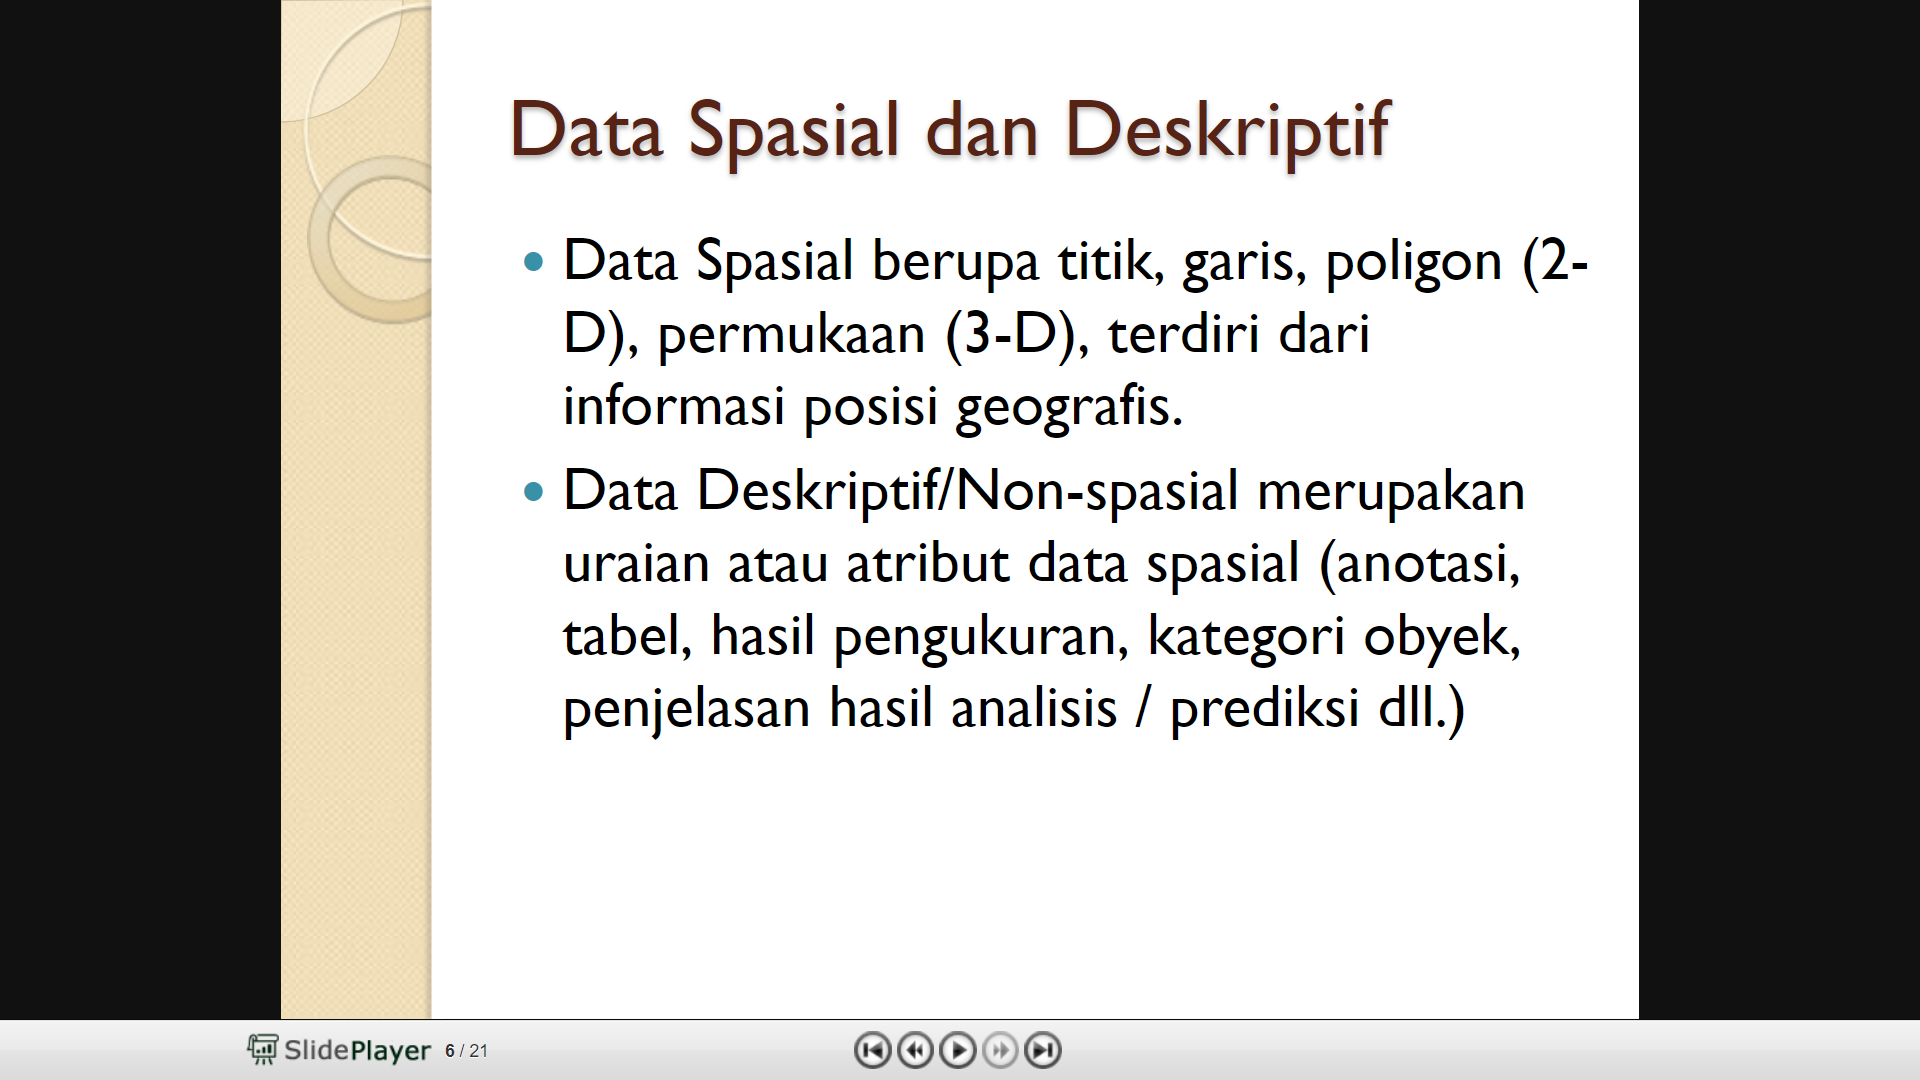 Data Spasial dan Deskriptif
• Data Spasial berupa titik, garis, poligon (2-
D), permukaan (3-D), terdiri dari
informasi posisi geografis.
• Data Deskriptif/Non-spasial merupakan
uraian atau atribut data spasial (anotasi,
tabel, hasil pengukuran, kategori obyek,
penjelasan hasil analisis / prediksi dll.)
SlidePlayer 6 / 21